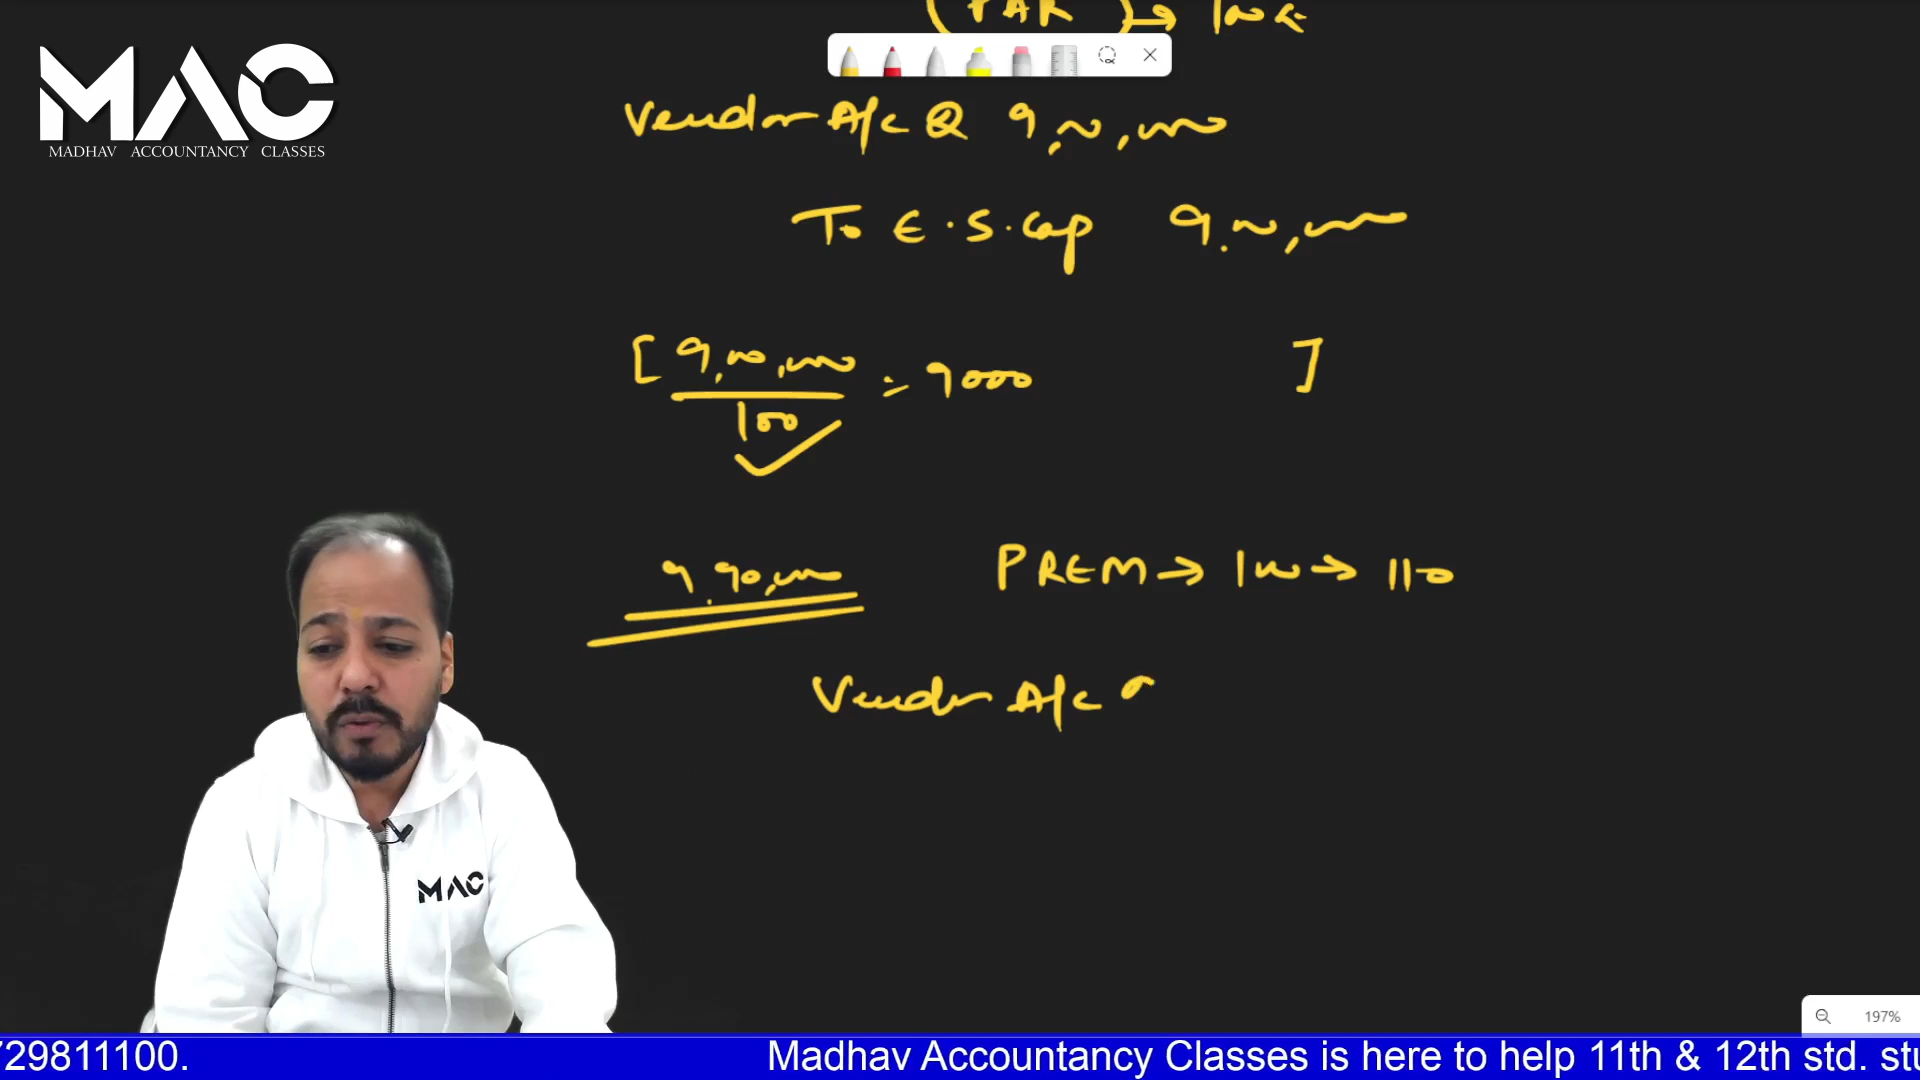 (PAR) → 100 E
MAC
MADHAV ACCOUNTANCY CLASSES
Vendor A/c Q 9,00,000
To E.S.Cap 9,00,000
[ 9,00,000 / 100 = 9000 ]
9,90,000 PREM → 100 → 110
Vendor A/c
MAC
197%
729811100. Madhav Accountancy Classes is here to help 11th & 12th std. stu